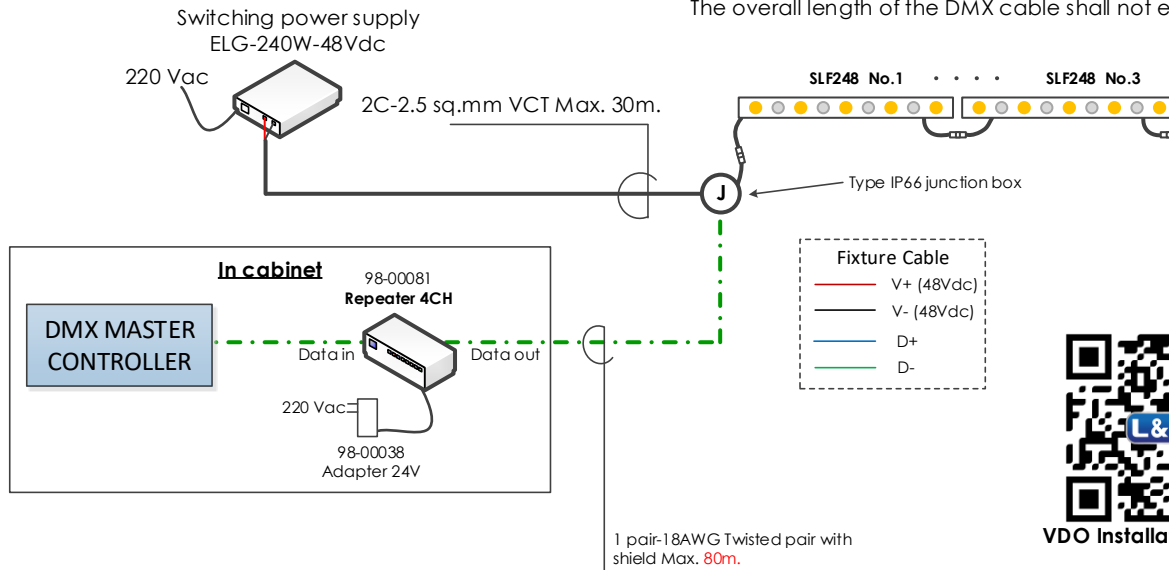 Switching power supply
ELG-240W-48Vdc
The overall length of the DMX cable shall not e
220 Vac
2C-2.5 sq.mm VCT Max. 30m.
SLF248 No.1 · · · · SLF248 No.3
J
Type IP66 junction box
In cabinet
98-00081
Repeater 4CH
DMX MASTER
CONTROLLER
Data in
Data out
220 Vac
98-00038
Adapter 24V
Fixture Cable
V+ (48Vdc)
V- (48Vdc)
D+
D-
L&
VDO Installa
1 pair-18AWG Twisted pair with
shield Max. 80m.